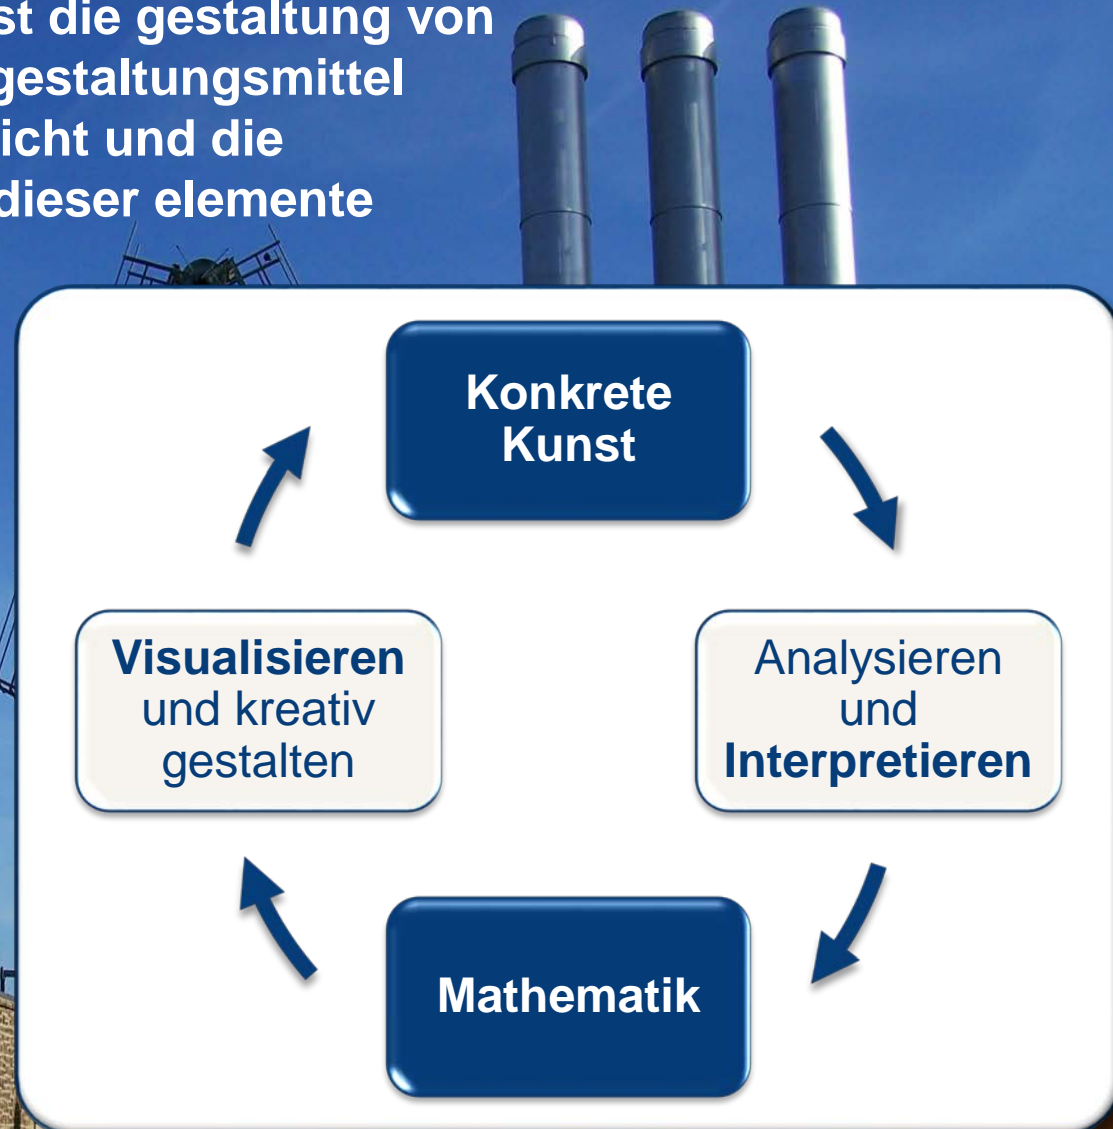 st die gestaltung von
gestaltungsmittel
icht und die
dieser elemente
Konkrete
Kunst
Visualisieren
und kreativ
gestalten
Analysieren
und
Interpretieren
Mathematik